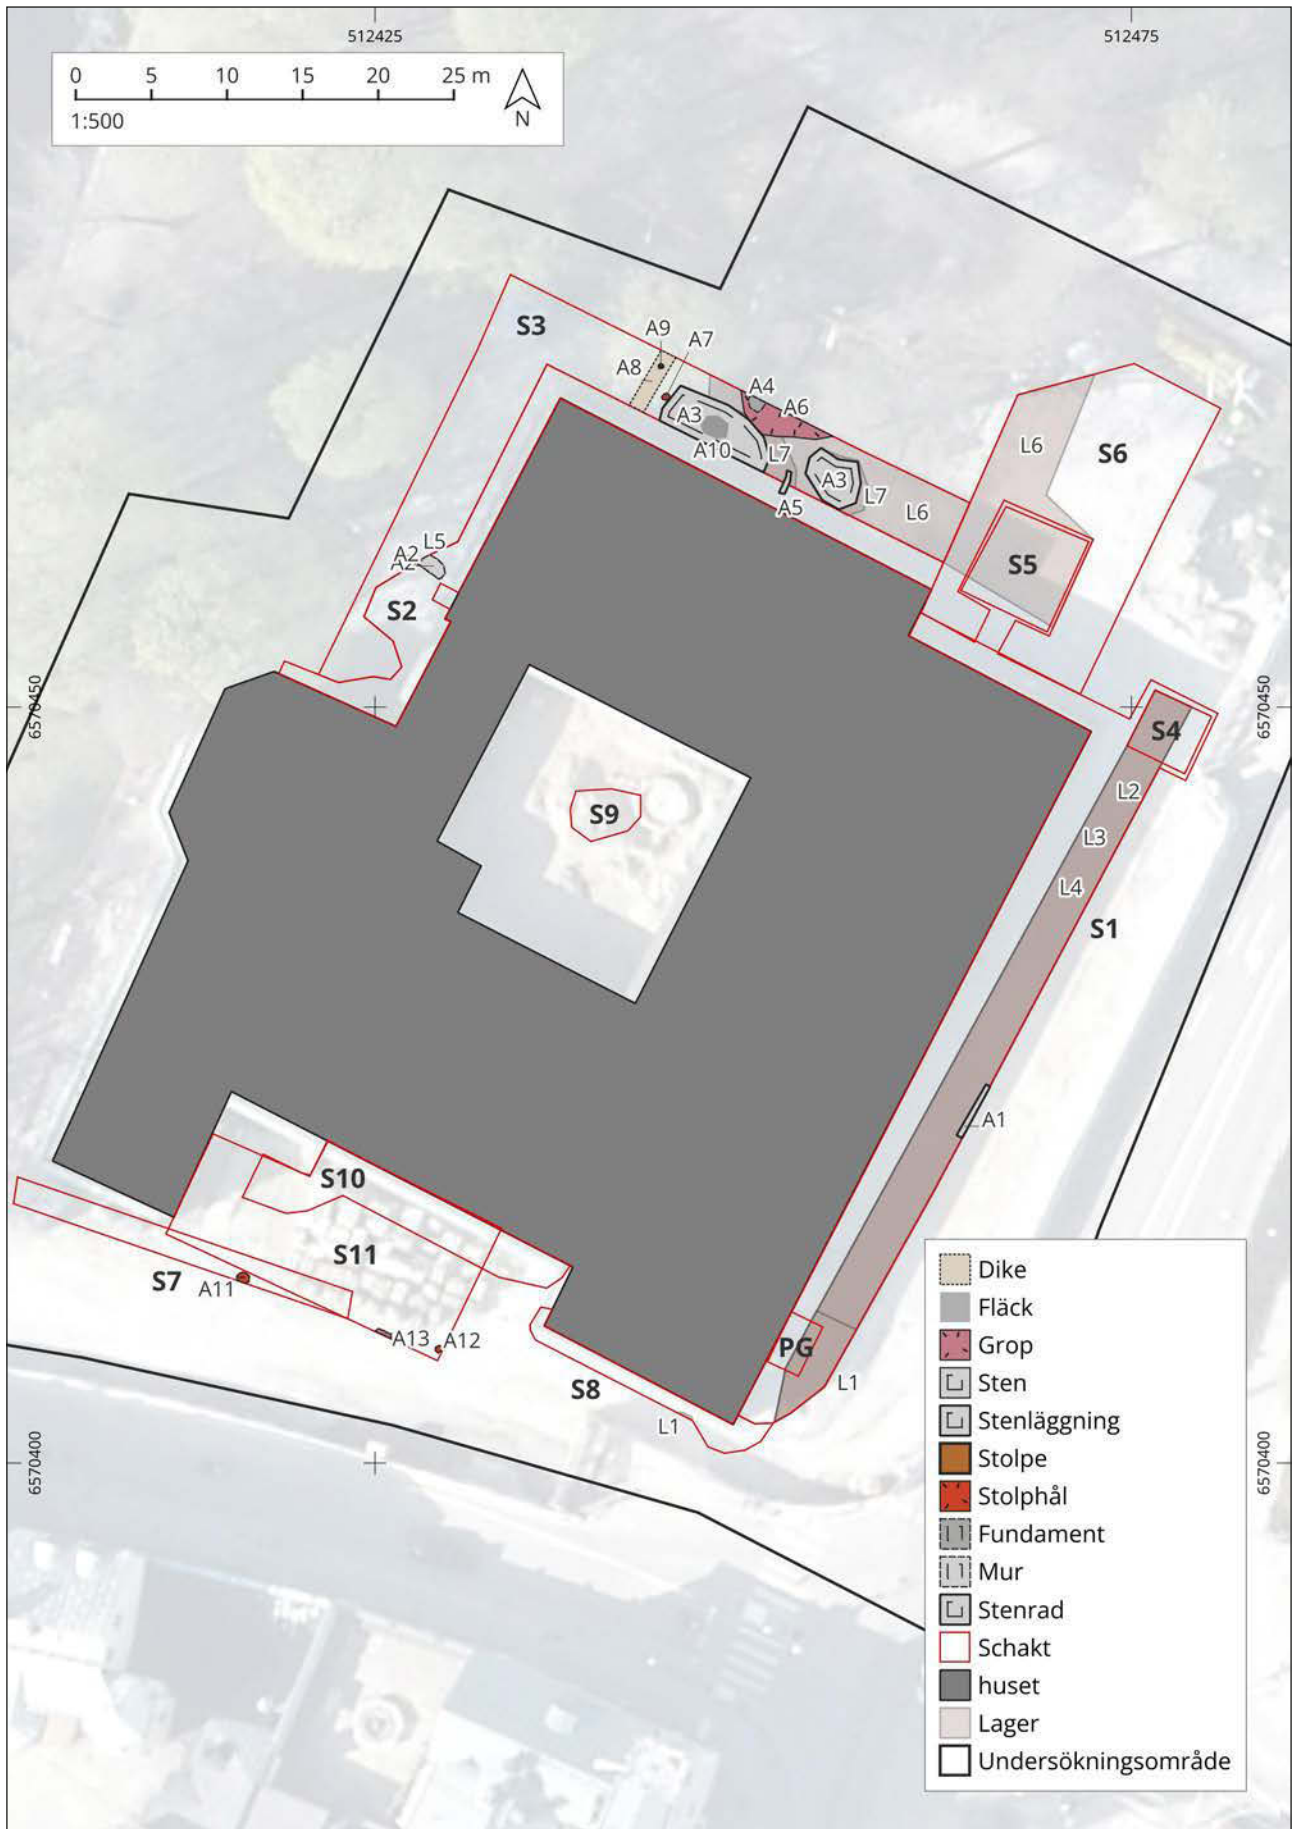 512425
512475
0 5 10 15 20 25 m
1:500
N
S3
A9
A7
A8
A4
A6
A3
A10
L7
A3
L7
A5
L6
L6
S6
S5
L5
A2
A2
S2
6570450
6570450
S4
L2
S9
L3
L4
S1
A1
S10
S11
S7
A11
A13
A12
PG
S8
L1
L1
6570400
6570400
Dike
Fläck
Grop
Sten
Stenläggning
Stolpe
Stolphål
Fundament
Mur
Stenrad
Schakt
huset
Lager
Undersökningsområde